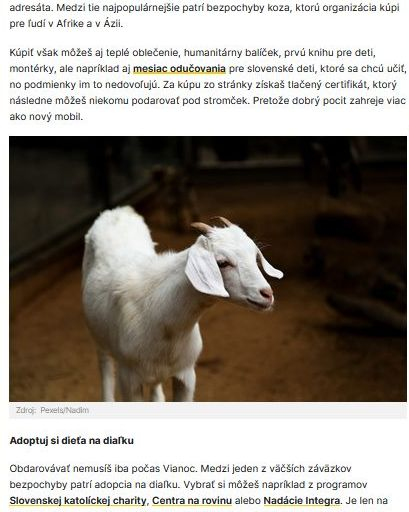 adresáta. Medzi tie najpopulárnejšie patrí bezpochyby koza, ktorú organizácia kúpi
pre ľudí v Afrike a v Ázii.
Kúpiť však môžeš aj teplé oblečenie, humanitárny balíček, prvú knihu pre deti,
montérky, ale napríklad aj mesiac odučovania pre slovenské deti, ktoré sa chcú učiť,
no podmienky im to nedovoľujú. Za kúpu zo stránky získaš tlačený certifikát, ktorý
následne môžeš niekomu podarovať pod stromček. Pretože dobrý pocit zahreje viac
ako nový mobil.
Zdroj: Pexels/Nadim
Adoptuj si dieťa na diaľku
Obdarovávať nemusíš iba počas Vianoc. Medzi jeden z väčších záväzkov
bezpochyby patrí adopcia na diaľku. Vybrať si môžeš napríklad z programov
Slovenskej katolíckej charity, Centra na rovinu alebo Nadácie Integra. Je len na